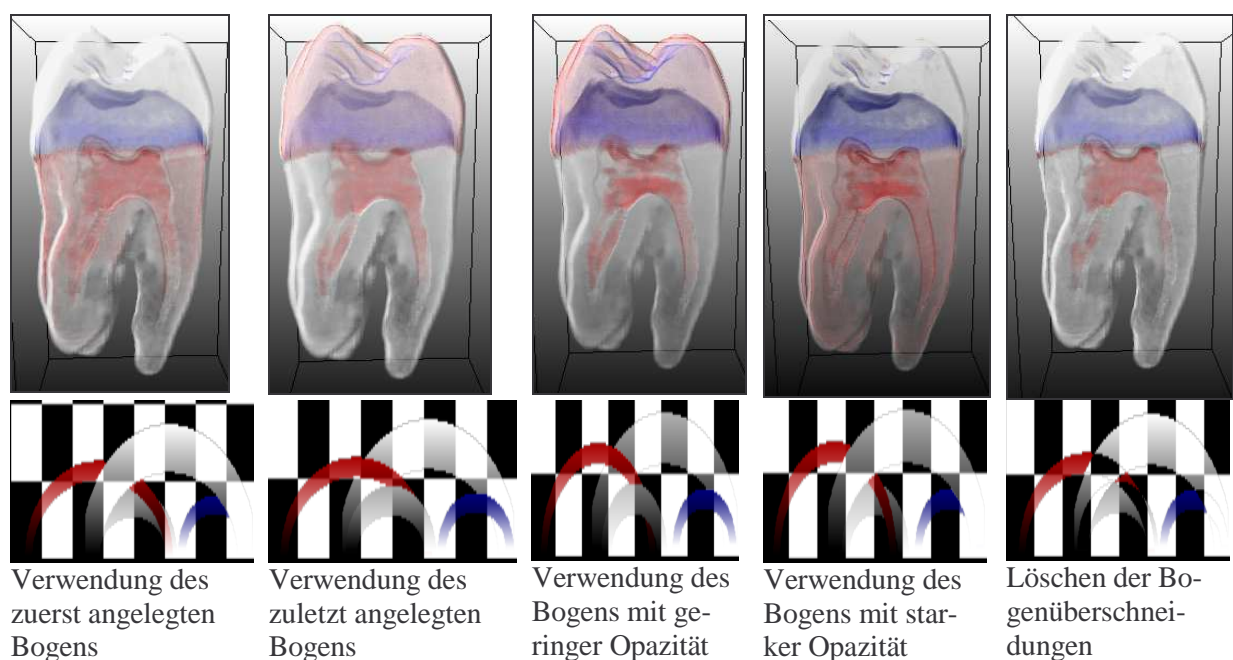 Verwendung des
zuerst angelegten
Bogens
Verwendung des
zuletzt angelegten
Bogens
Verwendung des
Bogens mit ge-
ringer Opazität
Verwendung des
Bogens mit star-
ker Opazität
Löschen der Bo-
genüberschnei-
dungen